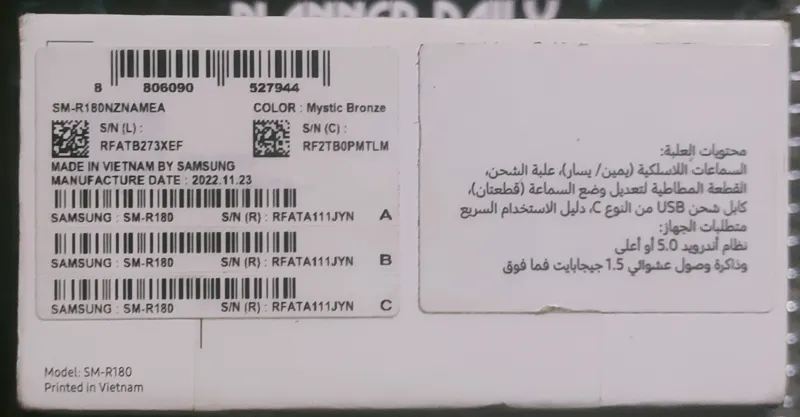 PLANNER DAILY
8 806090 527944
SM-R180NZNAMEA COLOR : Mystic Bronze
S/N (L) : S/N (C) :
RFATB273XEF RF2TB0PMTLM
MADE IN VIETNAM BY SAMSUNG
MANUFACTURE DATE : 2022.11.23
SAMSUNG : SM-R180 S/N (R) : RFATA111JYN A
SAMSUNG : SM-R180 S/N (R) : RFATA111JYN B
SAMSUNG : SM-R180 S/N (R) : RFATA111JYN C
محتويات العلبة:
السماعات اللاسلكية (يمين/ يسار)، علبة الشحن،
القطعة المطاطية لتعديل وضع السماعة (قطعتان)،
كابل شحن USB من النوع C، دليل الاستخدام السريع
متطلبات الجهاز:
نظام أندرويد 5.0 أو أعلى
وذاكرة وصول عشوائي 1.5 جيجابايت فما فوق
Model: SM-R180
Printed in Vietnam